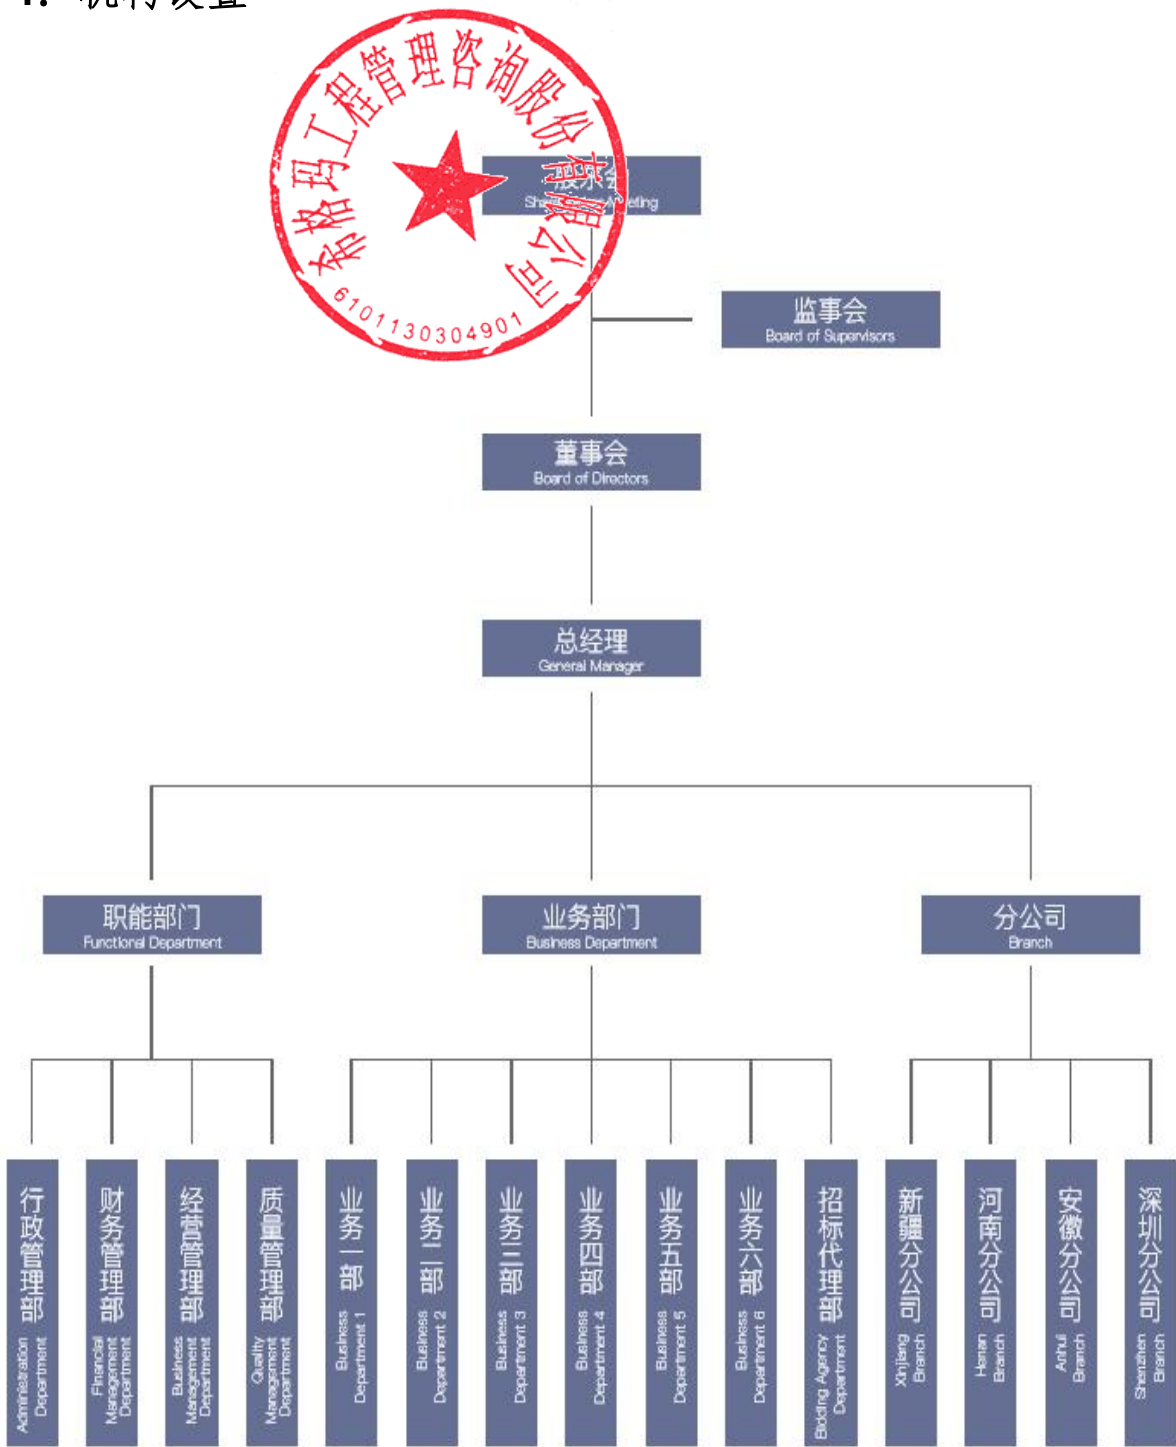 机构设置
希格玛工程管理咨询股份有限公司
6101130304901
股东会
Meeting
监事会
Board of Supervisors
董事会
Board of Directors
总经理
General Manager
职能部门
Functional Department
业务部门
Business Department
分公司
Branch
行政管理部
Administration
Department
财务管理部
Financial
Management
Department
经营管理部
Business
Management
Department
质量管理部
Quality
Management
Department
业务一部
Business
Department 1
业务二部
Business
Department 2
业务三部
Business
Department 3
业务四部
Business
Department 4
业务五部
Business
Department 5
业务六部
Business
Department 6
招标代理部
Bidding Agency
Department
新疆分公司
Xinjiang
Branch
河南分公司
Henan
Branch
安徽分公司
Anhui
Branch
深圳分公司
Shenzhen
Branch